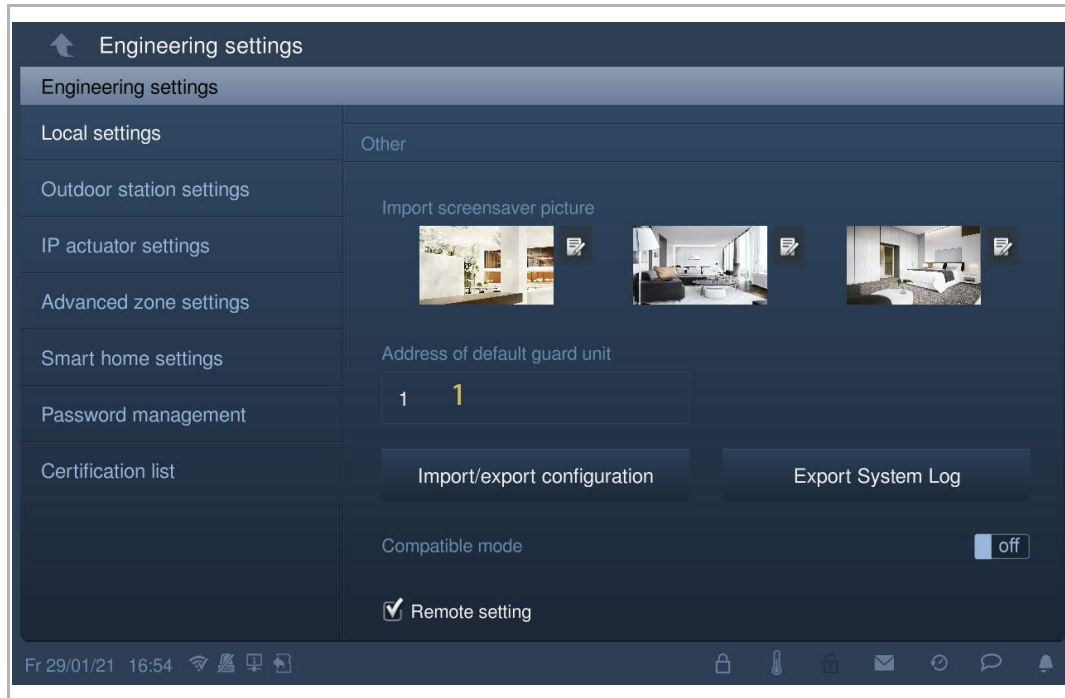 Engineering settings
Engineering settings
Local settings
Outdoor station settings
IP actuator settings
Advanced zone settings
Smart home settings
Password management
Certification list
Other
Import screensaver picture
Address of default guard unit
1 1
Import/export configuration Export System Log
Compatible mode off
Remote setting
Fr 29/01/21 16:54